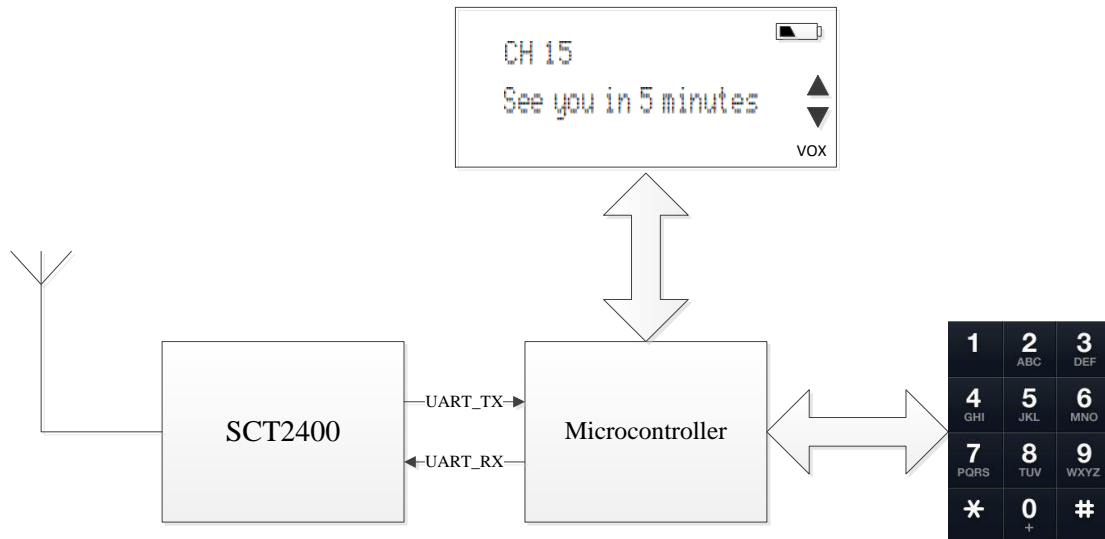 CH 15
See you in 5 minutes
VOX
SCT2400
UART_TX
UART_RX
Microcontroller
1 2 3
ABC DEF
4 5 6
GHI JKL MNO
7 8 9
PQRS TUV WXYZ
* 0 #
+